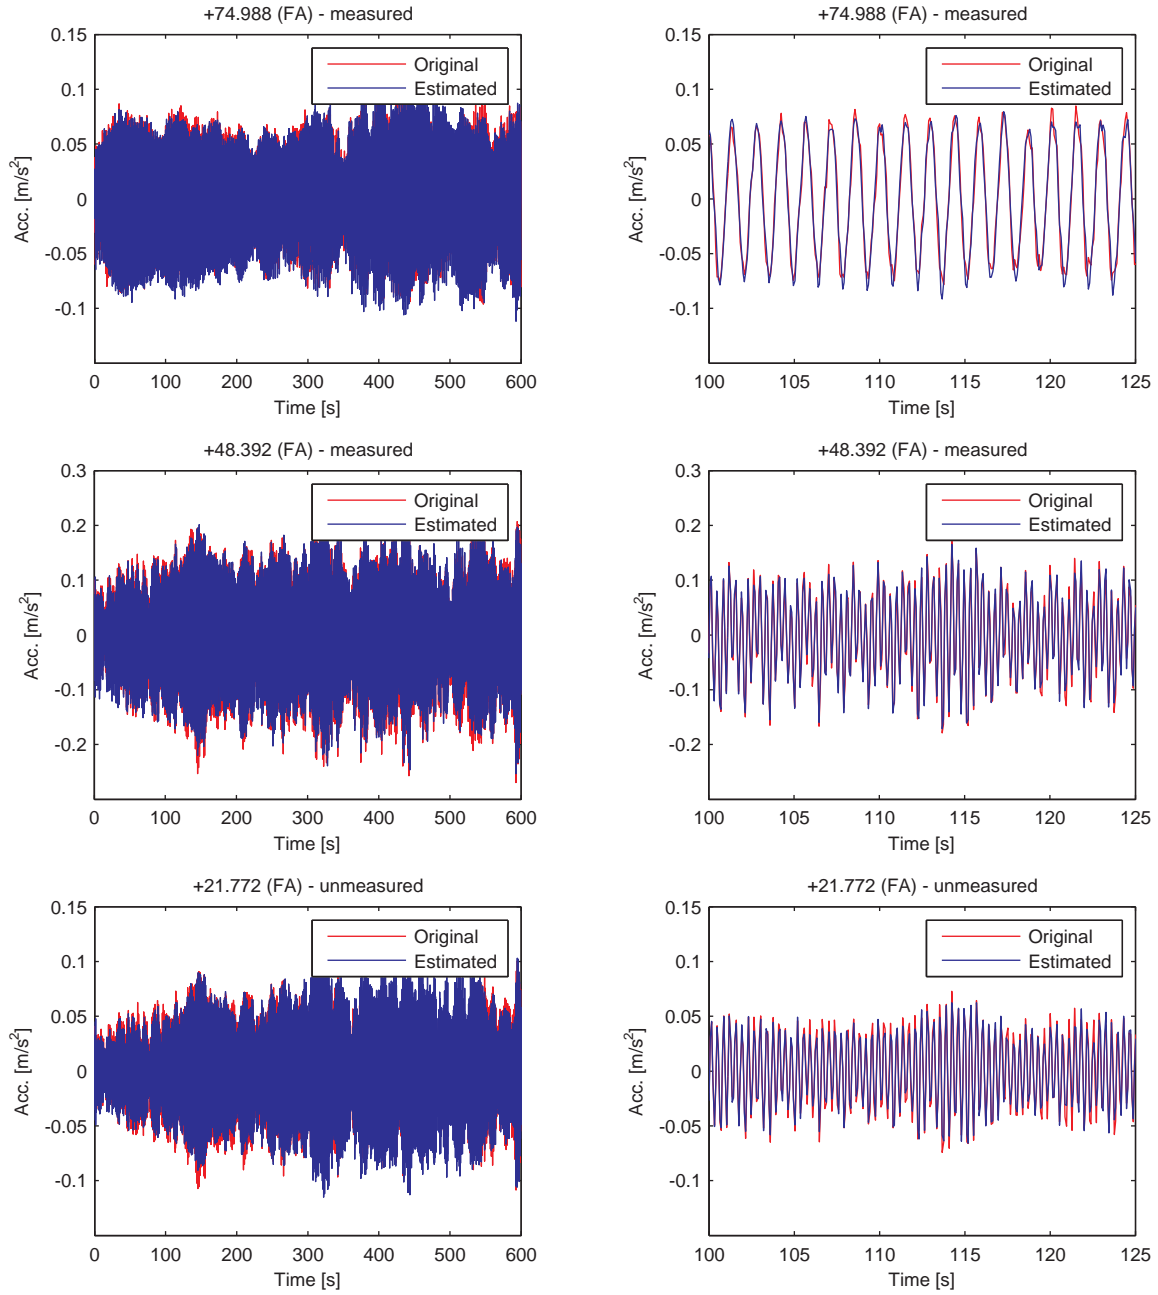 +74.988 (FA) - measured
0.15
0.1
0.05
0
-0.05
-0.1
Acc. [m/s²]
Original
Estimated
0 100 200 300 400 500 600
Time [s]
+74.988 (FA) - measured
0.15
0.1
0.05
0
-0.05
-0.1
Acc. [m/s²]
Original
Estimated
100 105 110 115 120 125
Time [s]
+48.392 (FA) - measured
0.3
0.2
0.1
0
-0.1
-0.2
Acc. [m/s²]
Original
Estimated
0 100 200 300 400 500 600
Time [s]
+48.392 (FA) - measured
0.3
0.2
0.1
0
-0.1
-0.2
Acc. [m/s²]
Original
Estimated
100 105 110 115 120 125
Time [s]
+21.772 (FA) - unmeasured
0.15
0.1
0.05
0
-0.05
-0.1
Acc. [m/s²]
Original
Estimated
0 100 200 300 400 500 600
Time [s]
+21.772 (FA) - unmeasured
0.15
0.1
0.05
0
-0.05
-0.1
Acc. [m/s²]
Original
Estimated
100 105 110 115 120 125
Time [s]